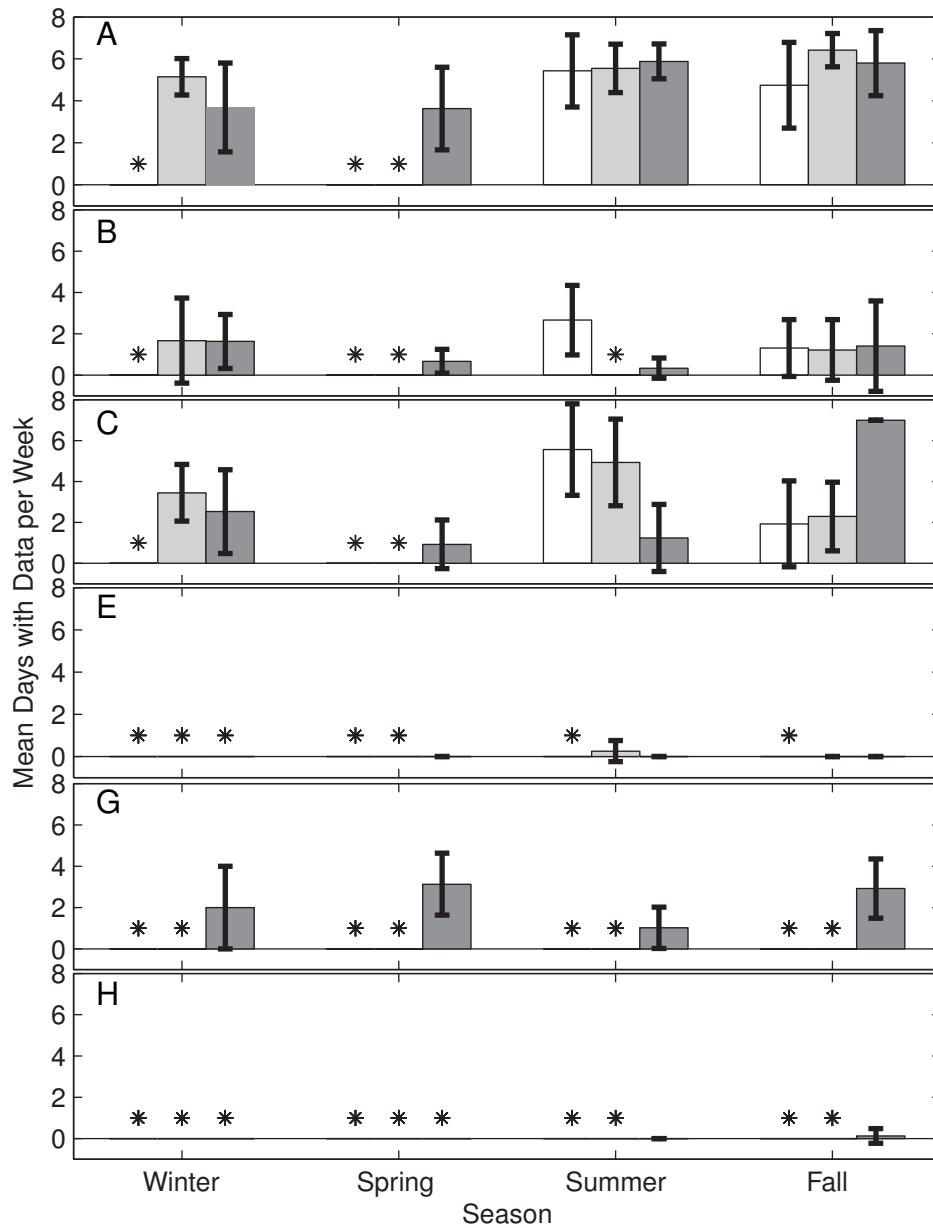 8
A
6
4
2
0
8
B
6
4
2
0
8
C
6
4
2
0
8
E
6
4
2
0
8
G
6
4
2
0
8
H
6
4
2
0
Mean Days with Data per Week
* * *
* * * *
* * *
* * * * * * *
* * * * * * * *
* * * * * * * * * *
Winter Spring Summer Fall
Season